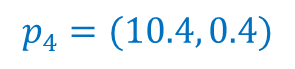 p₄ = (10.4, 0.4)